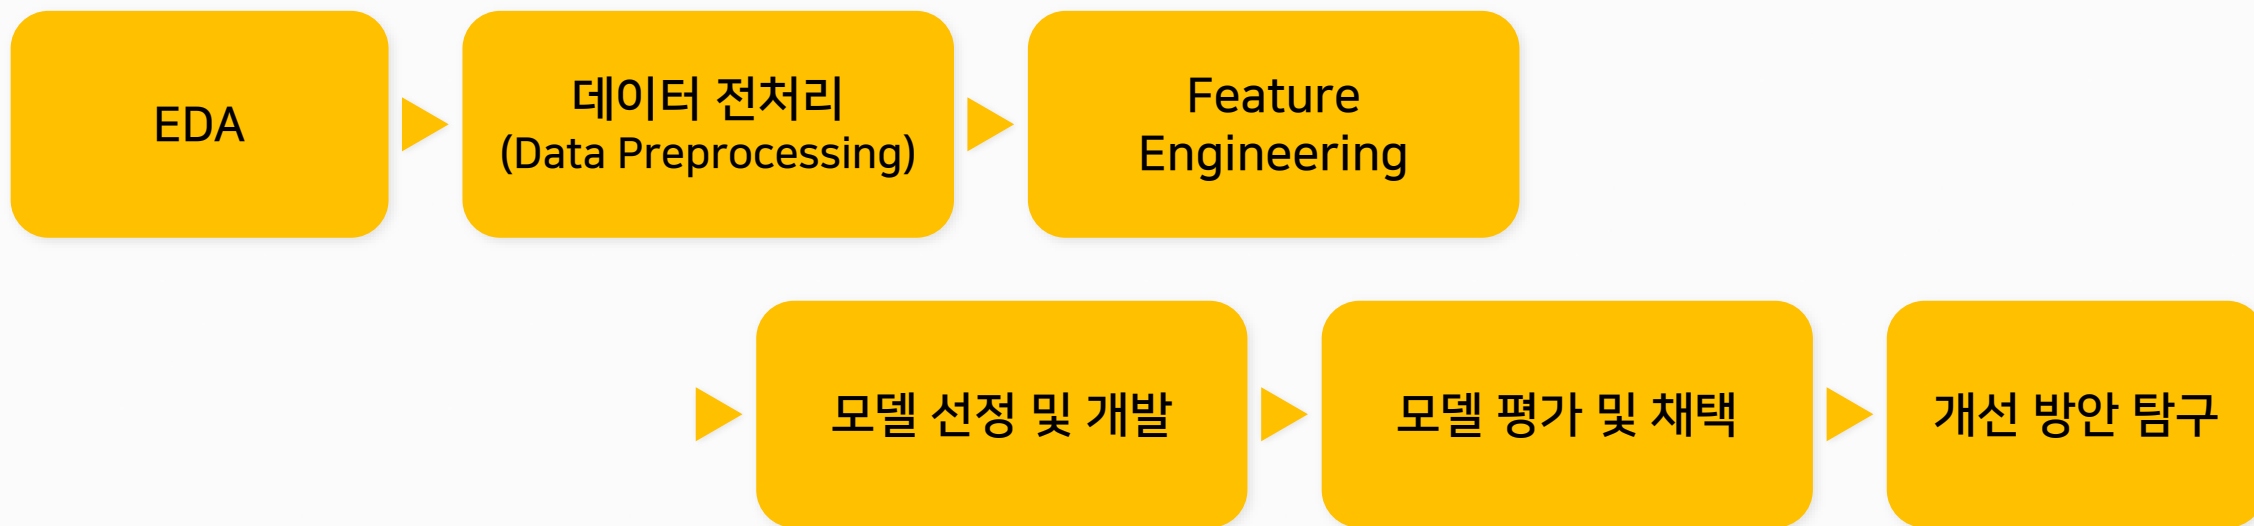 EDA
데이터 전처리
(Data Preprocessing)
Feature
Engineering
모델 선정 및 개발
모델 평가 및 채택
개선 방안 탐구